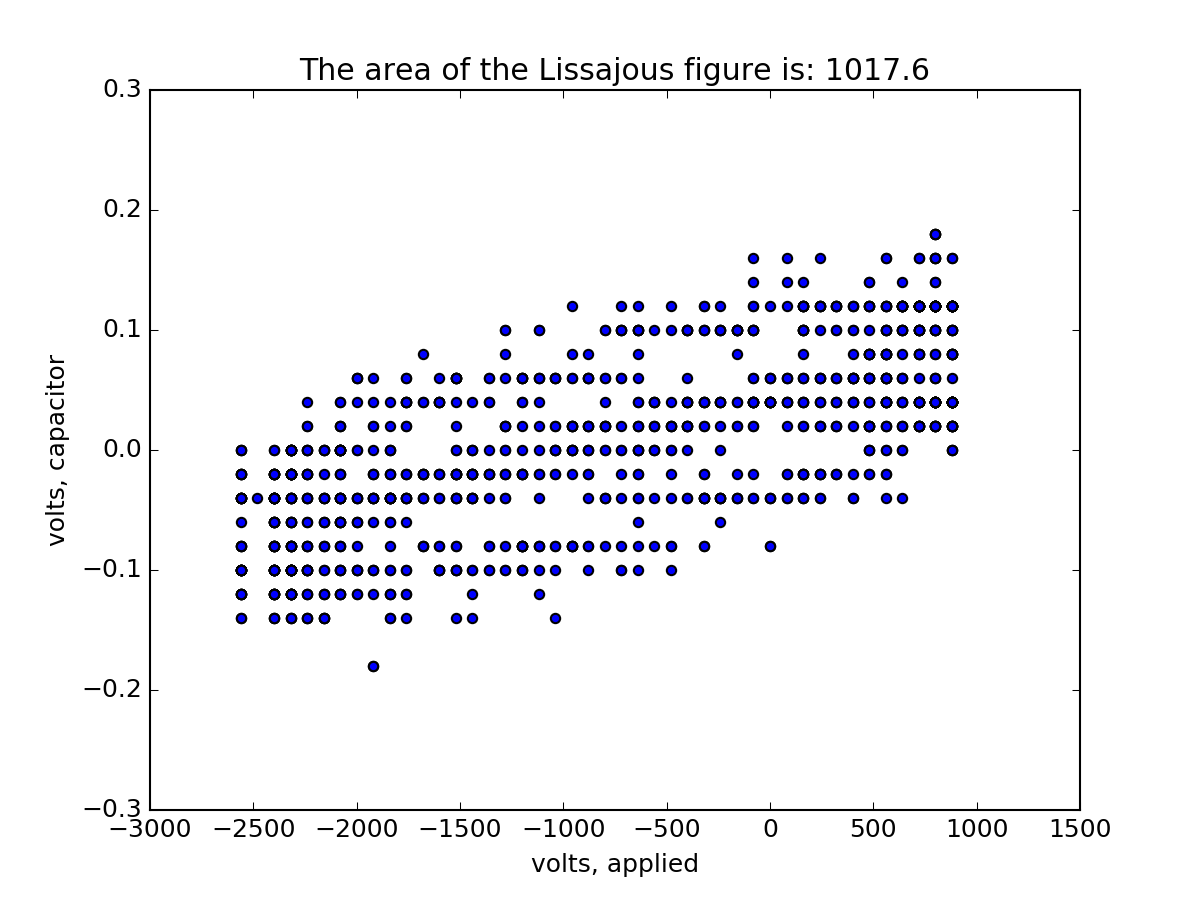 The area of the Lissajous figure is: 1017.6
0.3
0.2
0.1
0.0
−0.1
−0.2
−0.3
volts, capacitor
−3000 −2500 −2000 −1500 −1000 −500 0 500 1000 1500
volts, applied